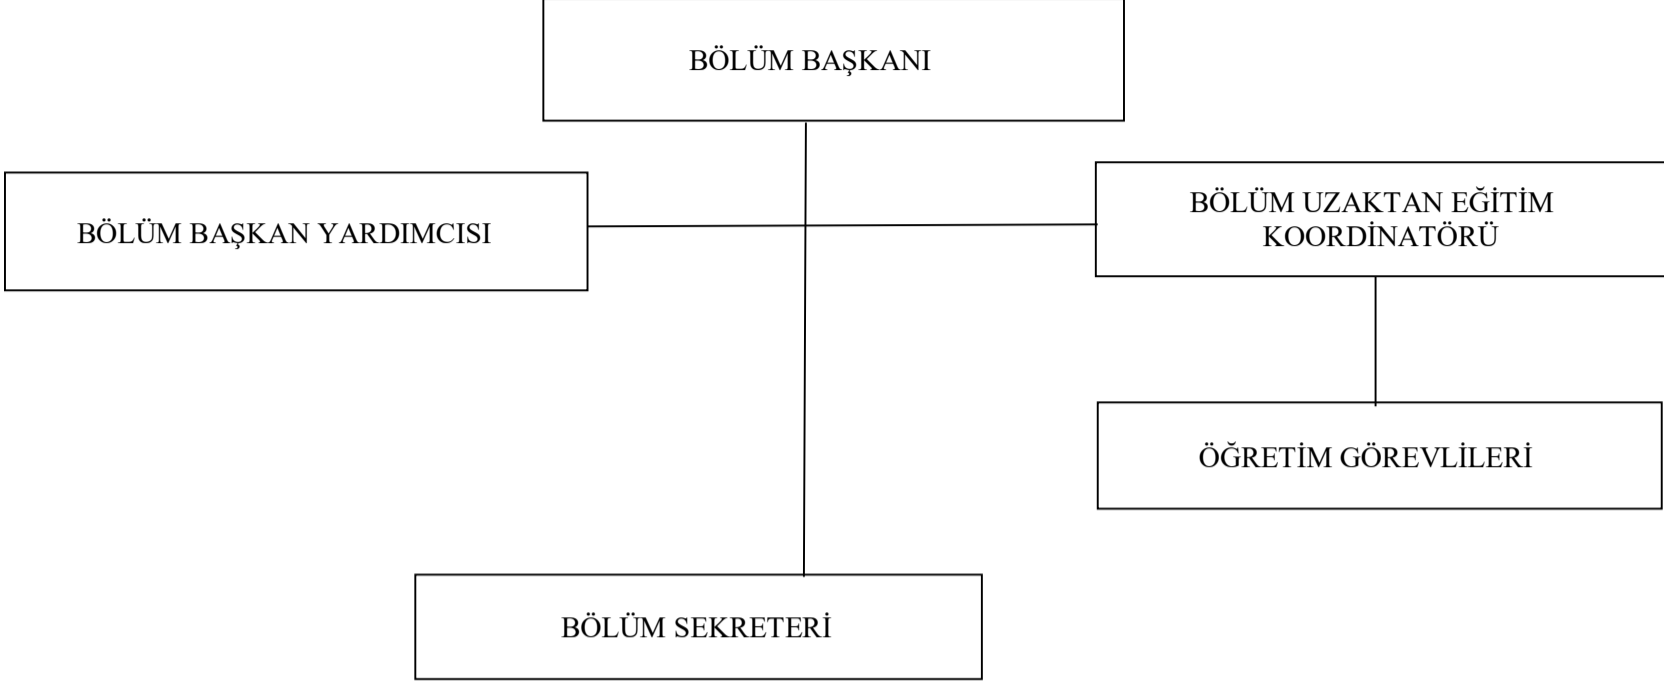 BÖLÜM BAŞKANI
BÖLÜM BAŞKAN YARDIMCISI
BÖLÜM UZAKTAN EĞİTİM
KOORDİNATÖRÜ
ÖĞRETİM GÖREVLİLERİ
BÖLÜM SEKRETERİ